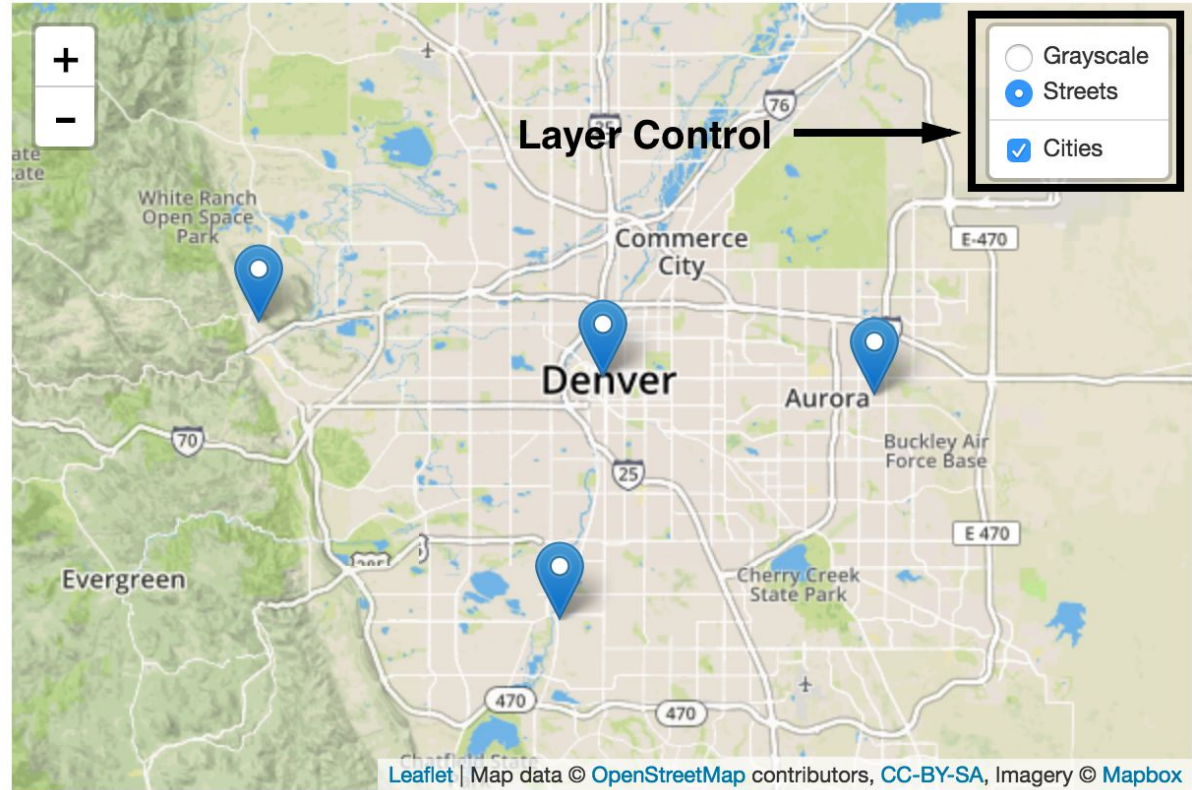 +
-
Grayscale
Streets
Cities
Layer Control
76
White Ranch
Open Space
Park
Commerce
City
E-470
Denver
Aurora
Buckley Air
Force Base
70
25
E 470
Evergreen
Cherry Creek
State Park
470
470
Leaflet | Map data © OpenStreetMap contributors, CC-BY-SA, Imagery © Mapbox